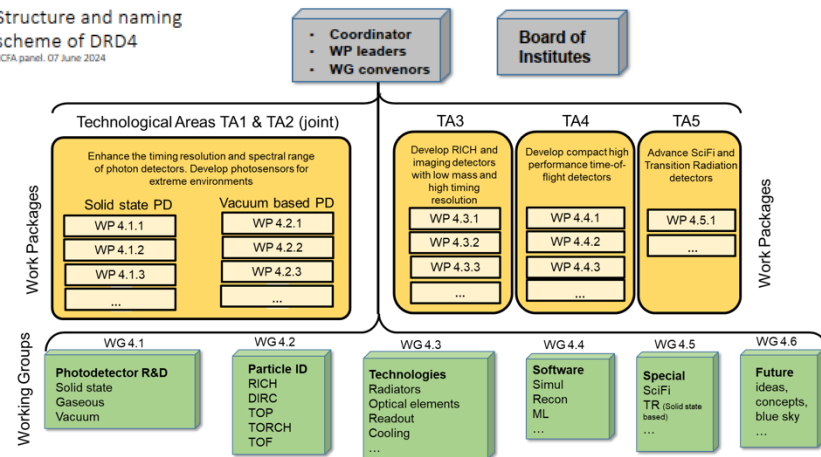 Structure and naming
scheme of DRD4
ECFA panel. 07 June 2024
• Coordinator
• WP leaders
• WG convenors
Board of
Institutes
Technological Areas TA1 & TA2 (joint)
Enhance the timing resolution and spectral range
of photon detectors. Develop photosensors for
extreme environments
Solid state PD
WP 4.1.1
WP 4.1.2
WP 4.1.3
...
Vacuum based PD
WP 4.2.1
WP 4.2.2
WP 4.2.3
...
TA3
Develop RICH and
imaging detectors
with low mass and
high timing
resolution
WP 4.3.1
WP 4.3.2
WP 4.3.3
...
TA4
Develop compact high
performance time-of-
flight detectors
WP 4.4.1
WP 4.4.2
WP 4.4.3
...
TA5
Advance SciFi and
Transition Radiation
detectors
WP 4.5.1
...
Work Packages
Work Packages
Working Groups
WG 4.1
Photodetector R&D
Solid state
Gaseous
Vacuum
WG 4.2
Particle ID
RICH
DIRC
TOP
TORCH
TOF
WG 4.3
Technologies
Radiators
Optical elements
Readout
Cooling
...
WG 4.4
Software
Simul
Recon
ML
...
WG 4.5
Special
SciFi
TR (Solid state
based)
...
WG 4.6
Future
ideas,
concepts,
blue sky
...